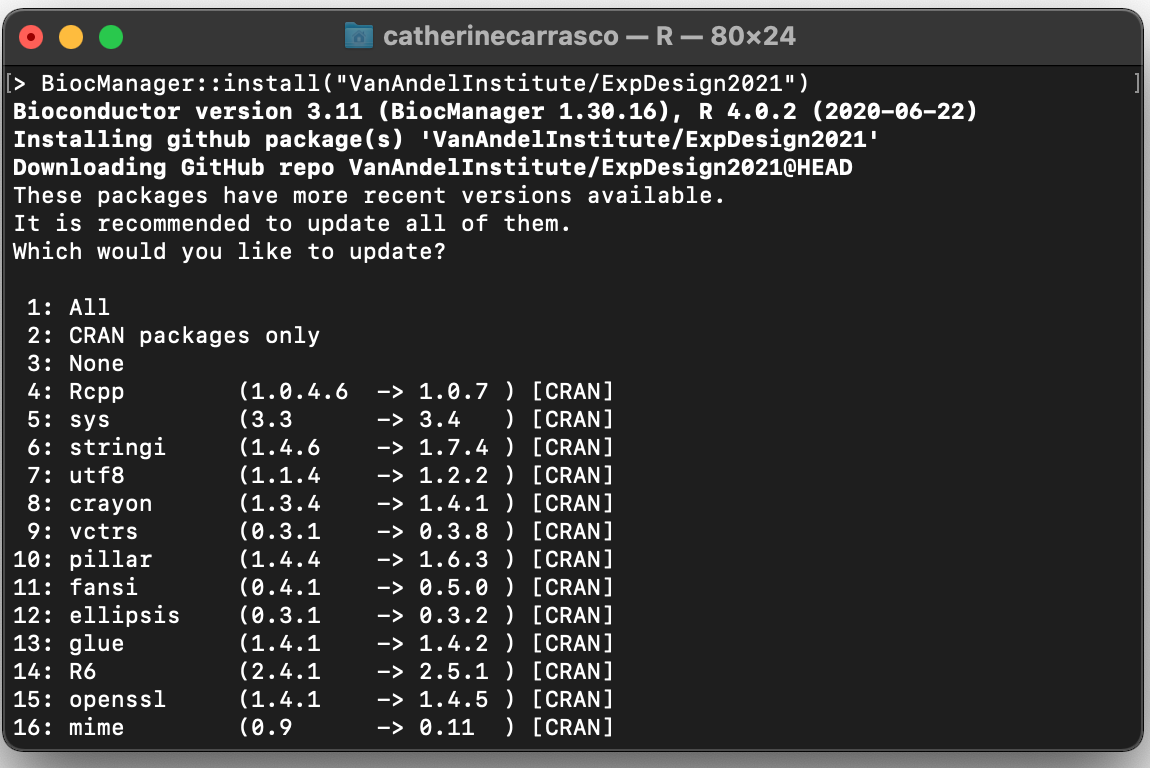 catherinecarrasco — R — 80×24
[> BiocManager::install("VanAndelInstitute/ExpDesign2021")                     ]
Bioconductor version 3.11 (BiocManager 1.30.16), R 4.0.2 (2020-06-22)
Installing github package(s) 'VanAndelInstitute/ExpDesign2021'
Downloading GitHub repo VanAndelInstitute/ExpDesign2021@HEAD
These packages have more recent versions available.
It is recommended to update all of them.
Which would you like to update?

 1: All
 2: CRAN packages only
 3: None
 4: Rcpp        (1.0.4.6  -> 1.0.7 ) [CRAN]
 5: sys         (3.3      -> 3.4   ) [CRAN]
 6: stringi     (1.4.6    -> 1.7.4 ) [CRAN]
 7: utf8        (1.1.4    -> 1.2.2 ) [CRAN]
 8: crayon      (1.3.4    -> 1.4.1 ) [CRAN]
 9: vctrs       (0.3.1    -> 0.3.8 ) [CRAN]
10: pillar      (1.4.4    -> 1.6.3 ) [CRAN]
11: fansi       (0.4.1    -> 0.5.0 ) [CRAN]
12: ellipsis    (0.3.1    -> 0.3.2 ) [CRAN]
13: glue        (1.4.1    -> 1.4.2 ) [CRAN]
14: R6          (2.4.1    -> 2.5.1 ) [CRAN]
15: openssl     (1.4.1    -> 1.4.5 ) [CRAN]
16: mime        (0.9      -> 0.11  ) [CRAN]